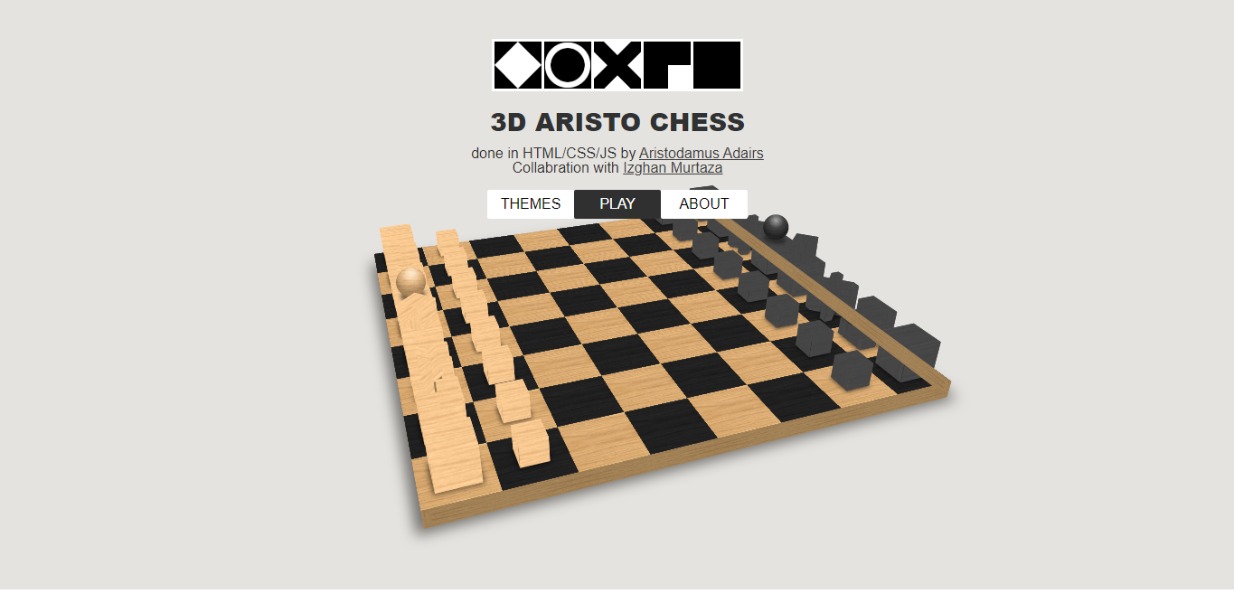 3D ARISTO CHESS
done in HTML/CSS/JS by Aristodamus Adairs
Collabration with Izghan Murtaza
THEMES PLAY ABOUT